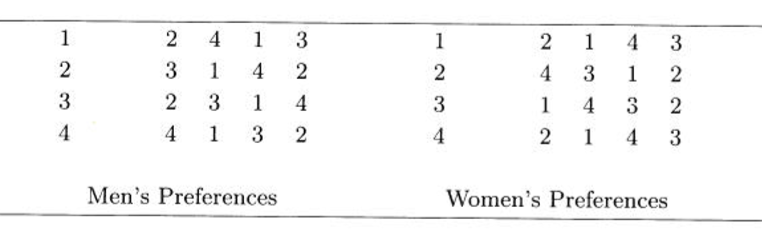 1 2 4 1 3 1 2 1 4 3
2 3 1 4 2 2 4 3 1 2
3 2 3 1 4 3 1 4 3 2
4 4 1 3 2 4 2 1 4 3
Men's Preferences Women's Preferences